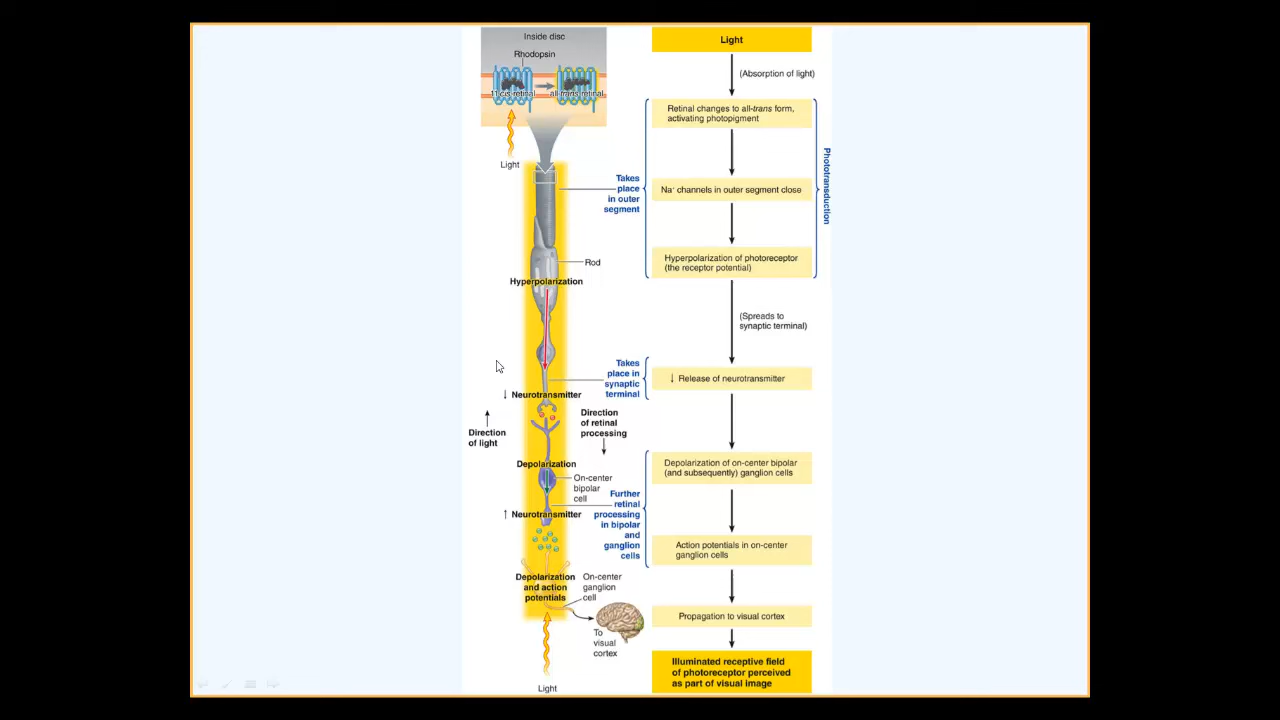 Inside disc
Rhodopsin
11 cis retinal
all-trans retinal
Light
Takes
place
in outer
segment
Rod
Hyperpolarization
Takes
place in
synaptic
terminal
↓ Neurotransmitter
Direction
of light
Direction
of retinal
processing
Depolarization
On-center
bipolar
cell
↑ Neurotransmitter
Further
retinal
processing
in bipolar
and
ganglion
cells
Depolarization
and action
potentials
On-center
ganglion
cell
To
visual
cortex
Light
Light
(Absorption of light)
Retinal changes to all-trans form,
activating photopigment
Na⁺ channels in outer segment close
Hyperpolarization of photoreceptor
(the receptor potential)
Phototransduction
(Spreads to
synaptic terminal)
↓ Release of neurotransmitter
Depolarization of on-center bipolar
(and subsequently) ganglion cells
Action potentials in on-center
ganglion cells
Propagation to visual cortex
Illuminated receptive field
of photoreceptor perceived
as part of visual image